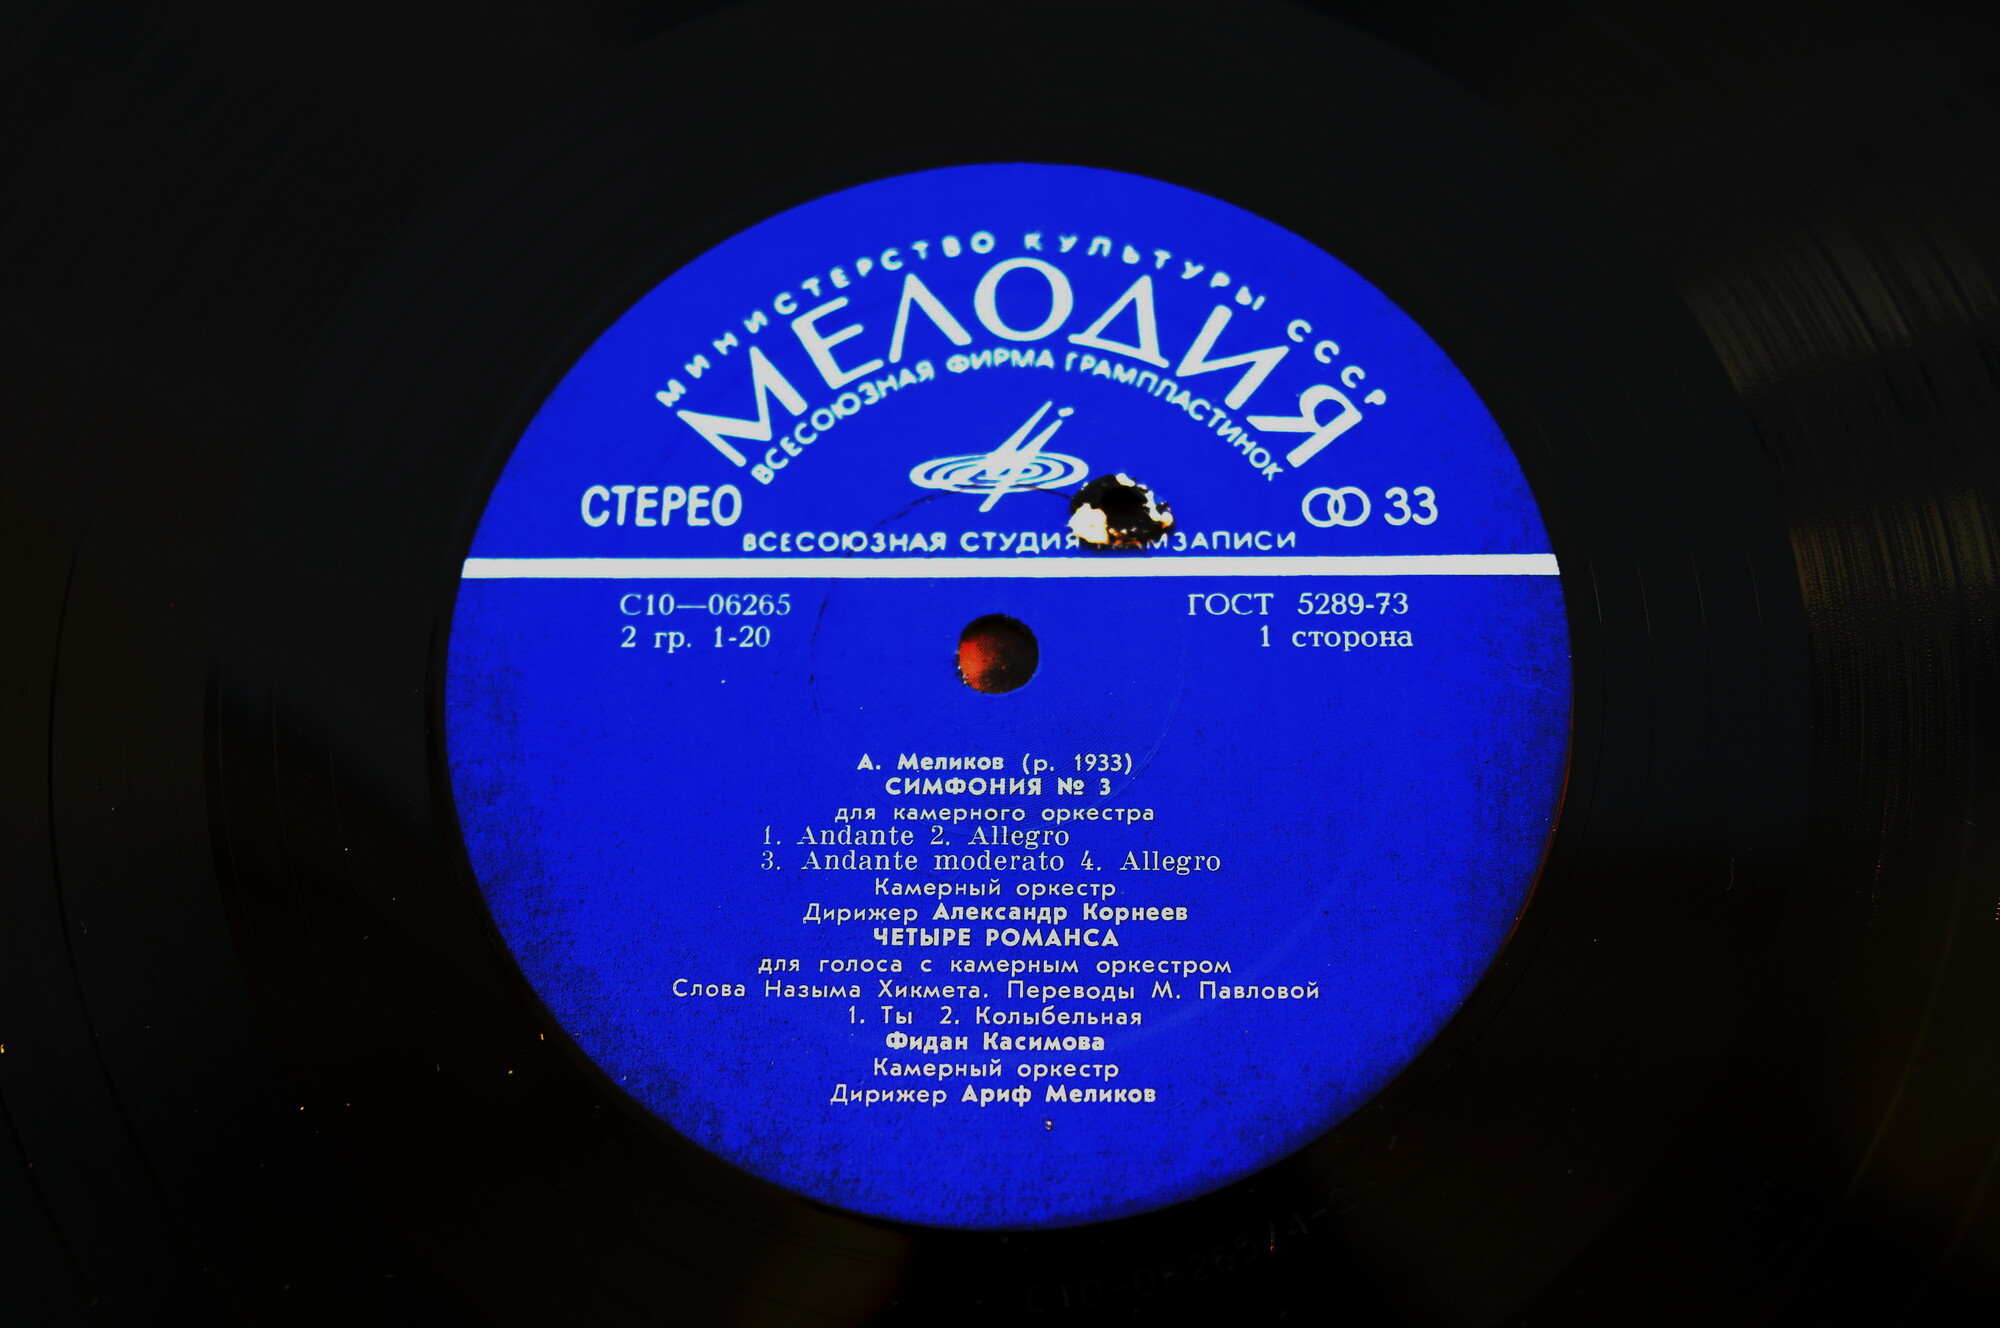 МИНИСТЕРСТВО КУЛЬТУРЫ СССР
МЕЛОДИЯ
ВСЕСОЮЗНАЯ ФИРМА ГРАМПЛАСТИНОК
СТЕРЕО
33
ВСЕСОЮЗНАЯ СТУДИЯ
С10—06265
ГОСТ 5289-73
2 гр. 1-20
1 сторона
А. Меликов (р. 1933)
СИМФОНИЯ № 3
для камерного оркестра
1. Andante 2. Allegro
3. Andante moderato 4. Allegro
Камерный оркестр
Дирижер Александр Корнеев
ЧЕТЫРЕ РОМАНСА
для голоса с камерным оркестром
Слова Назыма Хикмета. Переводы М. Павловой
1. Ты 2. Колыбельная
Фидан Касимова
Камерный оркестр
Дирижер Ариф Меликов